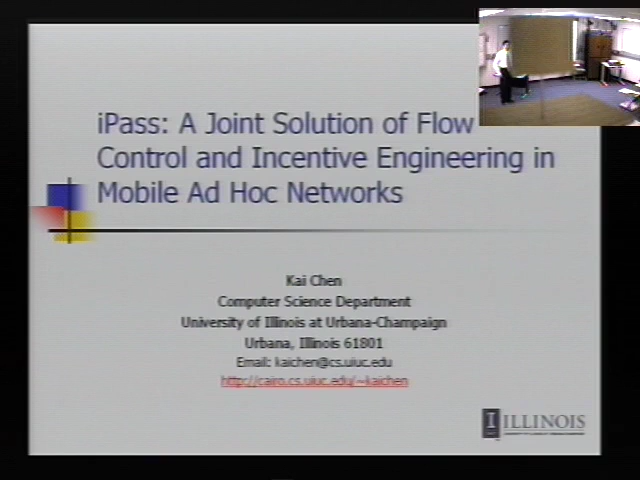 iPass: A Joint Solution of Flow
Control and Incentive Engineering in
Mobile Ad Hoc Networks
Kai Chen
Computer Science Department
University of Illinois at Urbana-Champaign
Urbana, Illinois 61801
Email: kaichen@cs.uiuc.edu
http://cairo.cs.uiuc.edu/~kaichen
I ILLINOIS